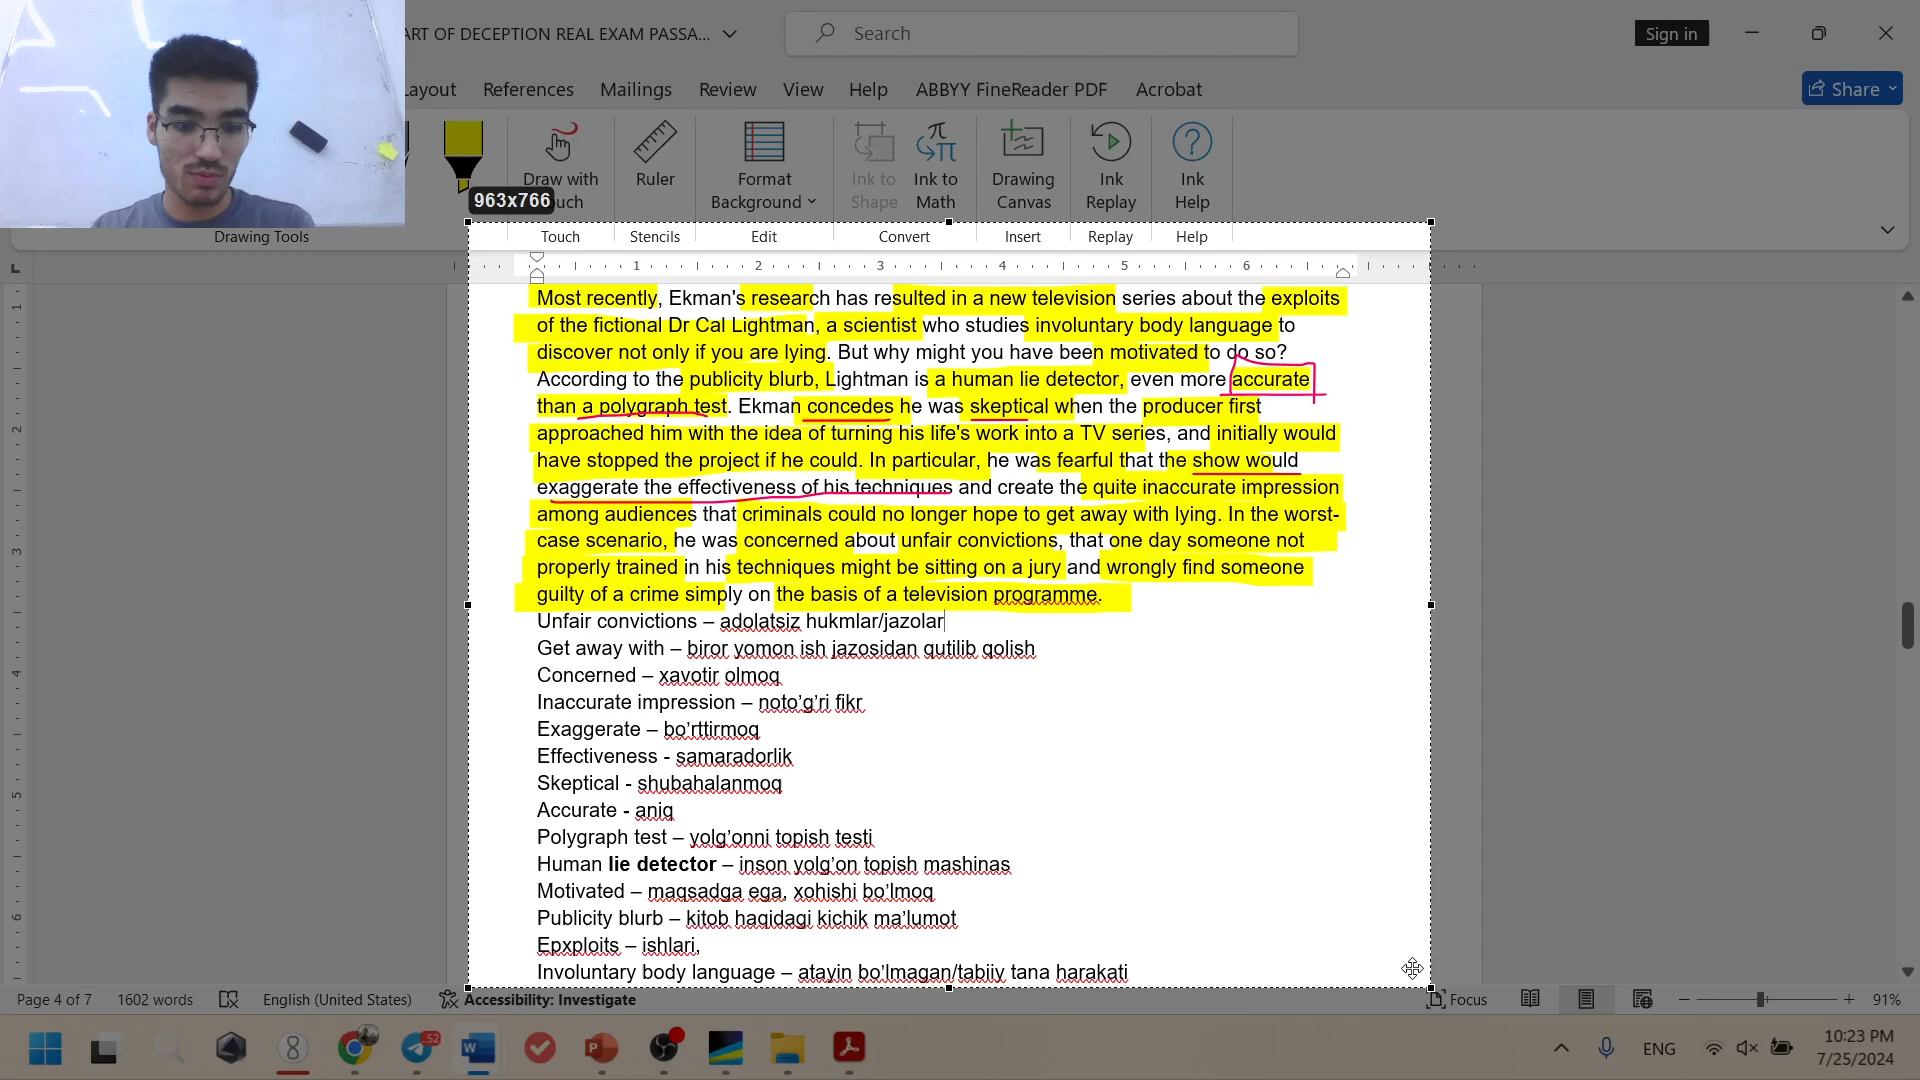 ART OF DECEPTION REAL EXAM PASSA...
Search
Sign in
Layout References Mailings Review View Help ABBYY FineReader PDF Acrobat
Share
Draw with
Touch
Ruler
Format
Background
Ink to
Shape
Ink to
Math
Drawing
Canvas
Ink
Replay
Ink
Help
963x766
Drawing Tools Touch Stencils Edit Convert Insert Replay Help
1 2 3 4 5 6
Most recently, Ekman's research has resulted in a new television series about the exploits
of the fictional Dr Cal Lightman, a scientist who studies involuntary body language to
discover not only if you are lying. But why might you have been motivated to do so?
According to the publicity blurb, Lightman is a human lie detector, even more accurate
than a polygraph test. Ekman concedes he was skeptical when the producer first
approached him with the idea of turning his life's work into a TV series, and initially would
have stopped the project if he could. In particular, he was fearful that the show would
exaggerate the effectiveness of his techniques and create the quite inaccurate impression
among audiences that criminals could no longer hope to get away with lying. In the worst-
case scenario, he was concerned about unfair convictions, that one day someone not
properly trained in his techniques might be sitting on a jury and wrongly find someone
guilty of a crime simply on the basis of a television programme.
Unfair convictions – adolatsiz hukmlar/jazolar
Get away with – biror yomon ish jazosidan qutilib qolish
Concerned – xavotir olmoq
Inaccurate impression – noto’g’ri fikr
Exaggerate – bo’rttirmoq
Effectiveness - samaradorlik
Skeptical - shubahalanmoq
Accurate - aniq
Polygraph test – yolg’onni topish testi
Human lie detector – inson yolg’on topish mashinas
Motivated – maqsadga ega, xohishi bo’lmoq
Publicity blurb – kitob haqidagi kichik ma’lumot
Epxploits – ishlari,
Involuntary body language – atayin bo’lmagan/tabiiy tana harakati
1
2
3
4
5
6
Page 4 of 7 1602 words English (United States) Accessibility: Investigate Focus 91%
52
ENG
10:23 PM
7/25/2024